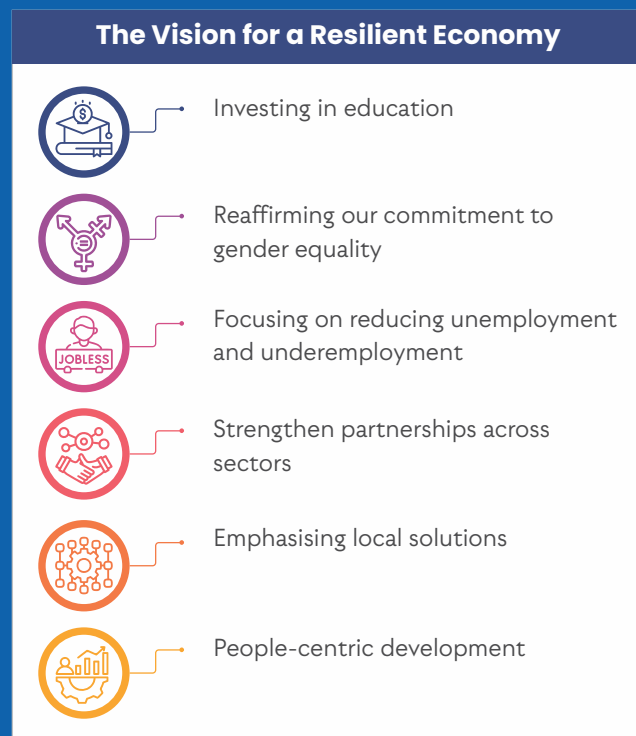 The Vision for a Resilient Economy
Investing in education
Reaffirming our commitment to
gender equality
Focusing on reducing unemployment
and underemployment
JOBLESS
Strengthen partnerships across
sectors
Emphasising local solutions
People-centric development